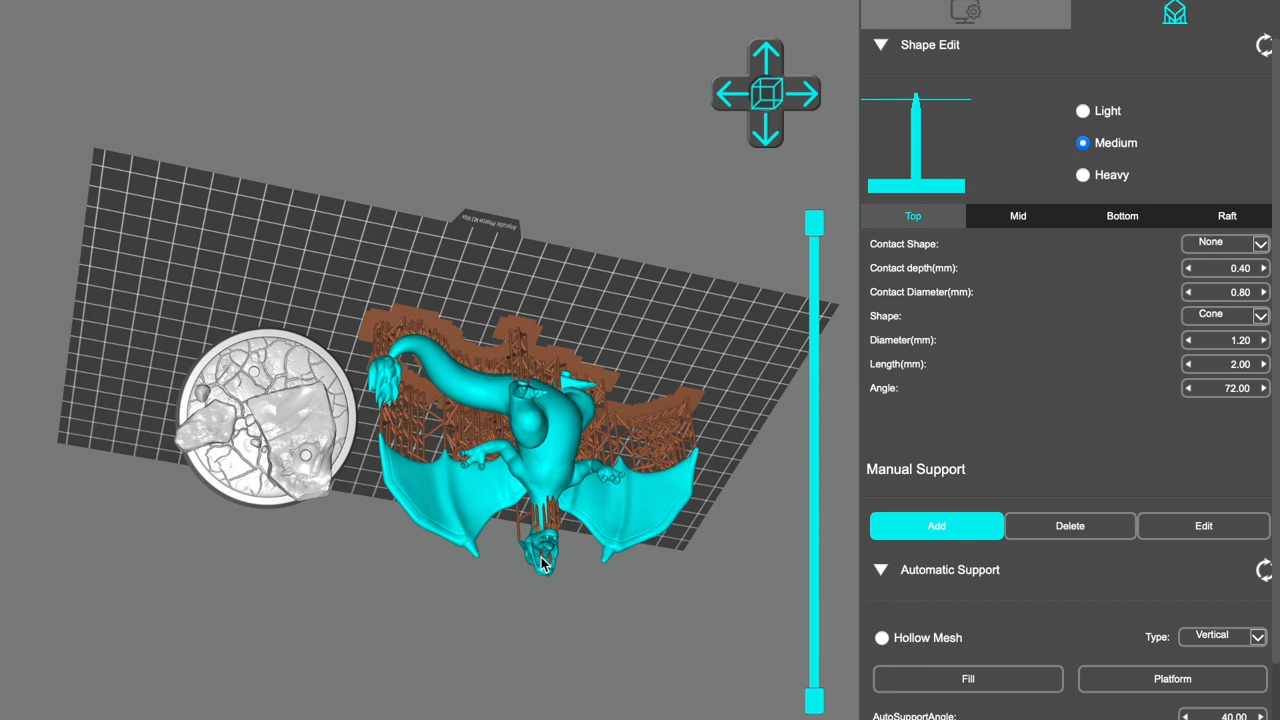 Shape Edit
Light
Medium
Heavy
Top Mid Bottom Raft
Contact Shape: None
Contact depth(mm): 0.40
Contact Diameter(mm): 0.80
Shape: Cone
Diameter(mm): 1.20
Length(mm): 2.00
Angle: 72.00
Manual Support
Add Delete Edit
Automatic Support
Hollow Mesh Type: Vertical
Fill Platform
AutoSupportAngle: 40.00